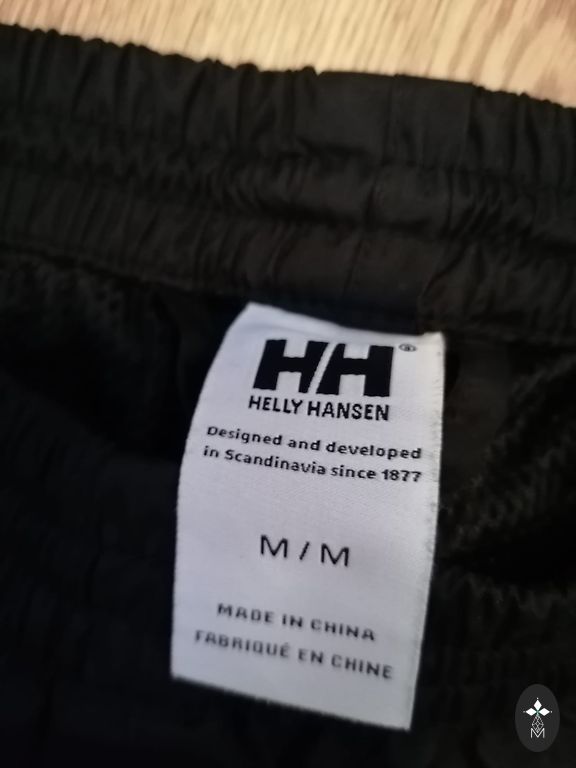 HH®
HELLY HANSEN
Designed and developed
in Scandinavia since 1877
M / M
MADE IN CHINA
FABRIQUÉ EN CHINE
M